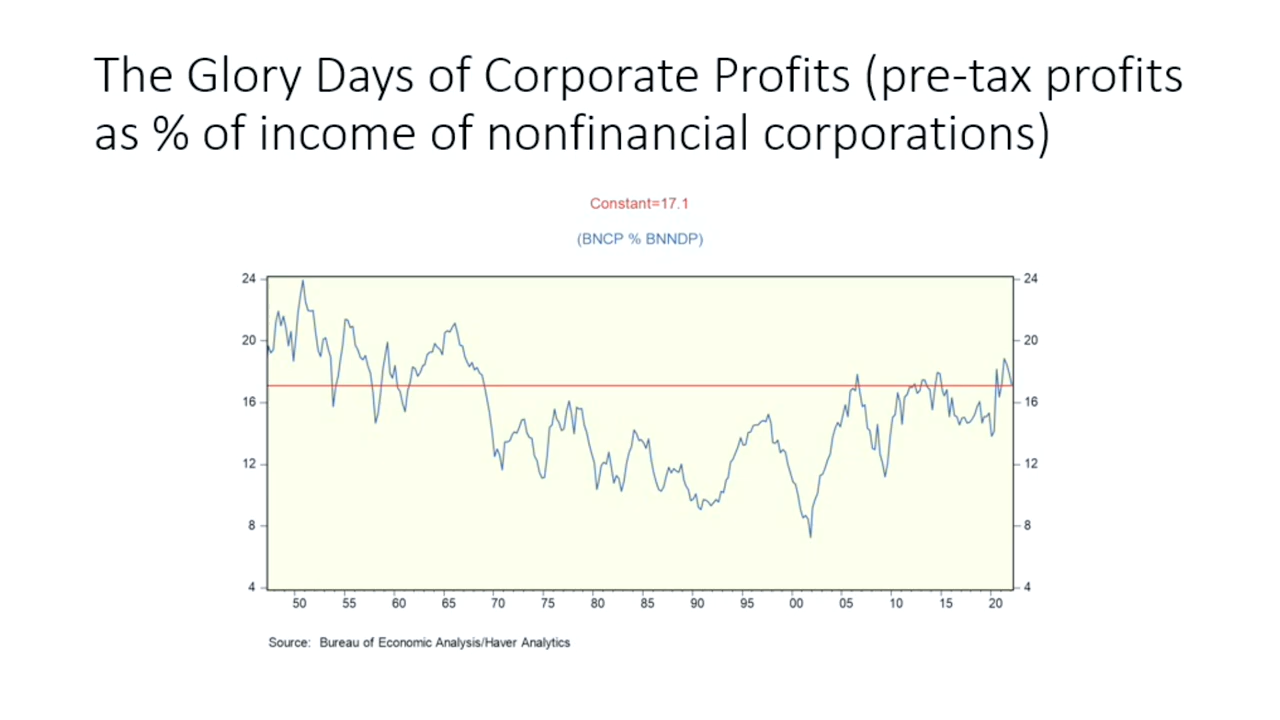 The Glory Days of Corporate Profits (pre-tax profits
as % of income of nonfinancial corporations)
Constant=17.1
(BNCP % BNNDP)
24 24
20 20
16 16
12 12
8 8
4 4
50 55 60 65 70 75 80 85 90 95 00 05 10 15 20
Source: Bureau of Economic Analysis/Haver Analytics